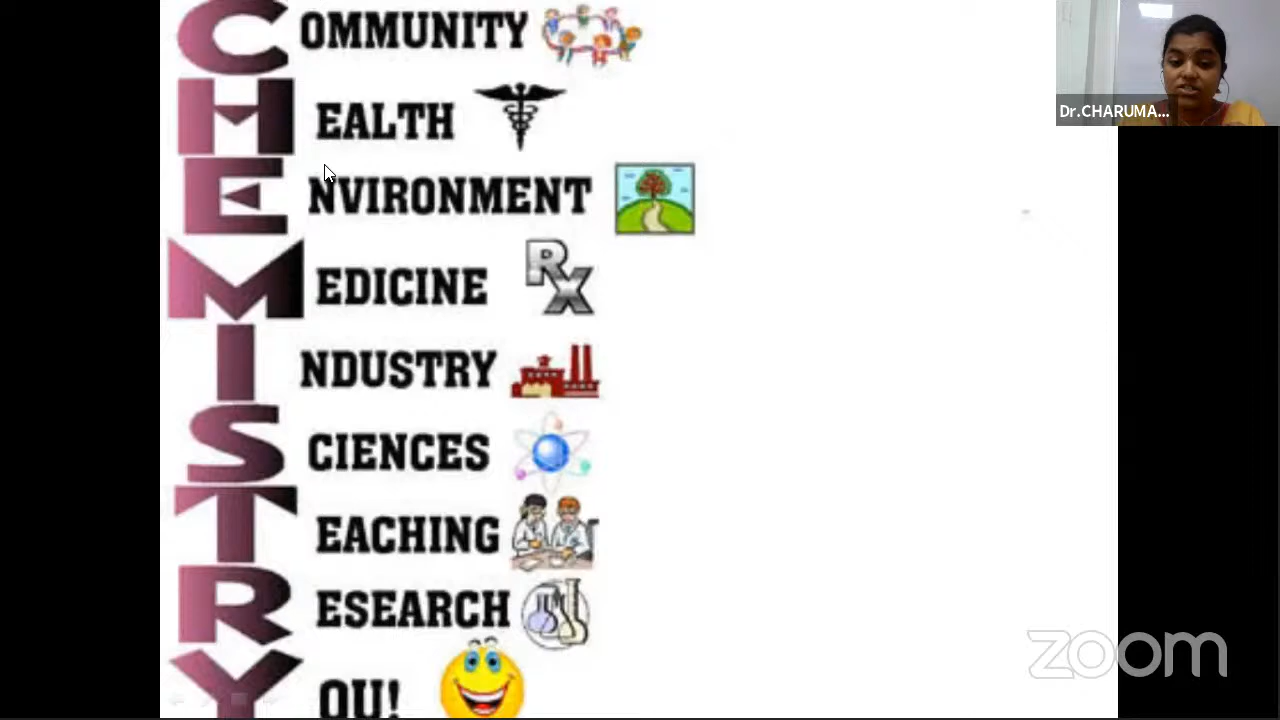 COMMUNITY
HEALTH
ENVIRONMENT
MEDICINE
RX
INDUSTRY
SCIENCES
TEACHING
RESEARCH
YOU!
Dr.CHARUMA...
zoom